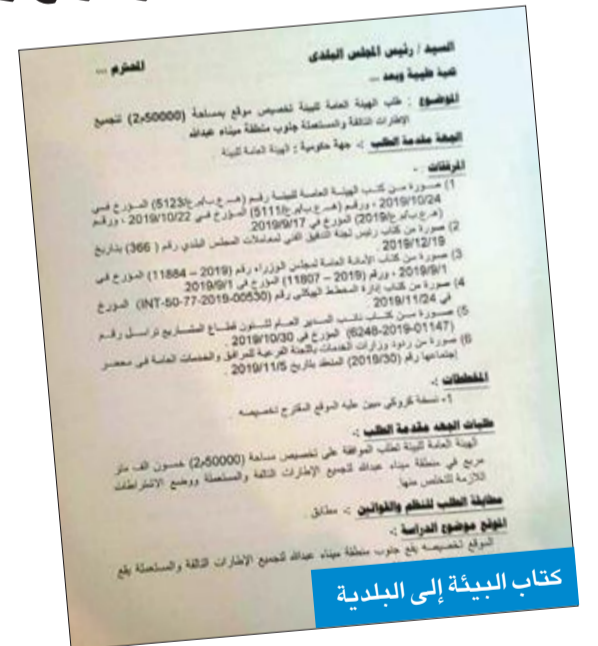 السيد / رئيس المجلس البلدى المحترم ...
تحية طيبة وبعد ...
الموضوع : طلب الهيئة العامة للبيئة تخصيص موقع بمساحة (50000م2) لتجميع
الإطارات التالفة والمستعملة جنوب منطقة ميناء عبدالله
الجهة مقدمة الطلب :- جهة حكومية : الهيئة العامة للبيئة .
المرفقات :-
1) صورة من كتاب الهيئة العامة للبيئة رقم (هـ.ع.ب/م.ع/5123) المؤرخ في
2019/10/24 ، ورقم (هـ.ع.ب/م.ع/5111) المؤرخ في 2019/10/22 ، ورقم
(2019/) المؤرخ في 2019/9/17
2) صورة من كتاب رئيس لجنة التدقيق الفني لمعاملات المجلس البلدي رقم (366) بتاريخ
2019/12/19
3) صورة من كتاب الأمانة العامة لمجلس الوزراء رقم (2019 – 11884) المؤرخ في
2019/9/1 ، ورقم (2019 – 11807) المؤرخ في 2019/9/1
4) صورة من كتاب إدارة المخطط الهيكلي رقم (INT-50-77-2019-00530) المؤرخ
في 2019/11/24
5) صورة من كتاب نائب المدير العام لشئون قطاع المشاريع تراسل رقم
(6248-2019-01147) المؤرخ في 2019/10/30
6) صورة من ردود وزارات الخدمات باللجنة الفرعية للمرافق والخدمات العامة في محضر
إجتماعها رقم (2019/30) المنعقد بتاريخ 2019/11/5
المخططات :-
1- نسخة كروكي مبين عليه الموقع المقترح تخصيصه .
طلبات الجهه مقدمة الطلب :-
الهيئة العامة للبيئة لطلب الموافقة على تخصيص مساحة (50000م2) خمسون الف متر
مربع في منطقة ميناء عبدالله لتجميع الإطارات التالفة والمستعملة ووضع الاشتراطات
اللازمة للتخلص منها.
مطابقة الطلب للنظم والقوانين :- مطابق .
الموقع موضوع الدراسة :-
الموقع تخصيصه يقع جنوب منطقة ميناء عبدالله لتجميع الإطارات التالفة والمستعملة يقع
كتاب البيئة إلى البلدية